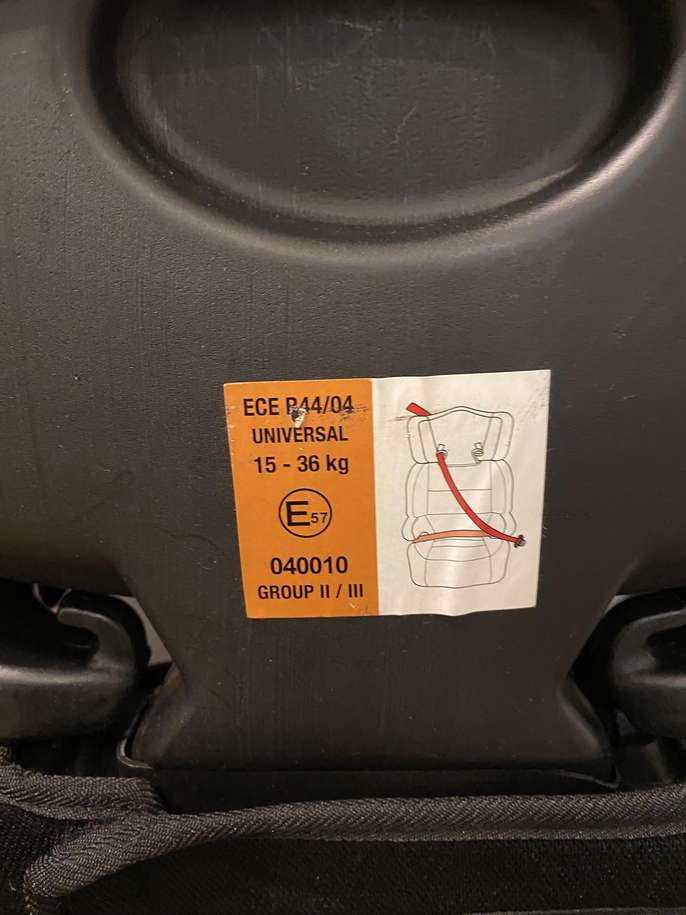 ECE R44/04
UNIVERSAL
15 - 36 kg
E57
040010
GROUP II / III